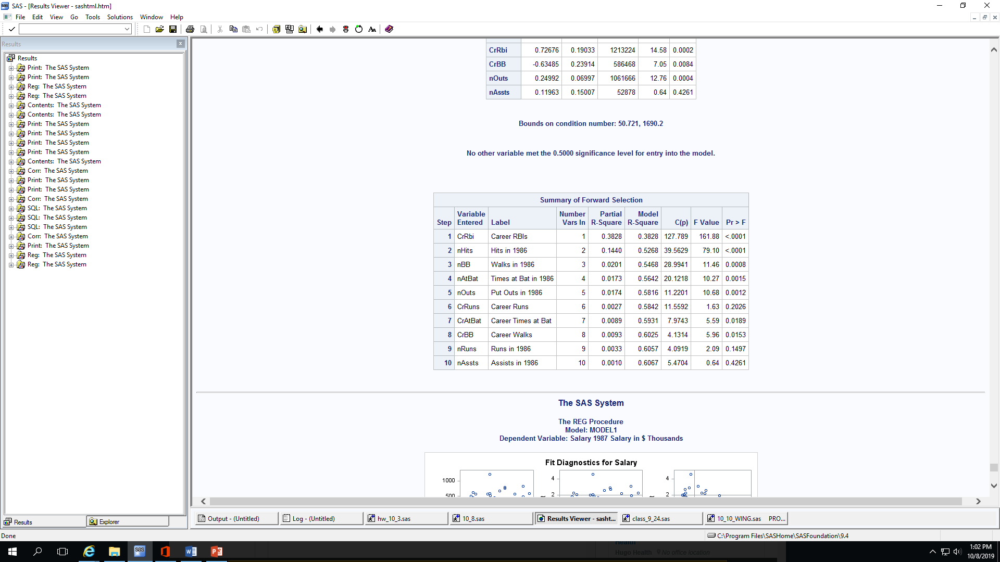 SAS - [Results Viewer - sashtml.htm]
File Edit View Go Tools Solutions Window Help
Results
Results
Print: The SAS System
Print: The SAS System
Reg: The SAS System
Reg: The SAS System
Contents: The SAS System
Contents: The SAS System
Print: The SAS System
Print: The SAS System
Print: The SAS System
Print: The SAS System
Contents: The SAS System
Corr: The SAS System
Print: The SAS System
Print: The SAS System
Corr: The SAS System
SQL: The SAS System
SQL: The SAS System
SQL: The SAS System
Corr: The SAS System
Print: The SAS System
Reg: The SAS System
Reg: The SAS System
CrRbi 0.72676 0.19033 1213224 14.58 0.0002
CrBB -0.63485 0.23914 586468 7.05 0.0084
nOuts 0.24992 0.06997 1061666 12.76 0.0004
nAssts 0.11963 0.15007 52878 0.64 0.4261
Bounds on condition number: 50.721, 1690.2
No other variable met the 0.5000 significance level for entry into the model.
Summary of Forward Selection
Step Variable Entered Label Number Vars In Partial R-Square Model R-Square C(p) F Value Pr > F
1 CrRbi Career RBIs 1 0.3828 0.3828 127.789 161.88 <.0001
2 nHits Hits in 1986 2 0.1440 0.5268 39.5629 79.10 <.0001
3 nBB Walks in 1986 3 0.0201 0.5468 28.9941 11.46 0.0008
4 nAtBat Times at Bat in 1986 4 0.0173 0.5642 20.1218 10.27 0.0015
5 nOuts Put Outs in 1986 5 0.0174 0.5816 11.2201 10.68 0.0012
6 CrRuns Career Runs 6 0.0027 0.5842 11.5592 1.63 0.2026
7 CrAtBat Career Times at Bat 7 0.0089 0.5931 7.9743 5.59 0.0189
8 CrBB Career Walks 8 0.0093 0.6025 4.1314 5.96 0.0153
9 nRuns Runs in 1986 9 0.0033 0.6057 4.0919 2.09 0.1497
10 nAssts Assists in 1986 10 0.0010 0.6067 5.4704 0.64 0.4261
The SAS System
The REG Procedure
Model: MODEL1
Dependent Variable: Salary 1987 Salary in $ Thousands
Fit Diagnostics for Salary
1000 4 4
500 2 2
Results Explorer
Output - (Untitled) Log - (Untitled) hw_10_3.sas 10_8.sas Results Viewer - sasht... class_9_24.sas 10_10_WING.sas PRO...
Done C:\Program Files\SASHome\SASFoundation\9.4
Health
Hugo Health No office location
1:02 PM
10/8/2019